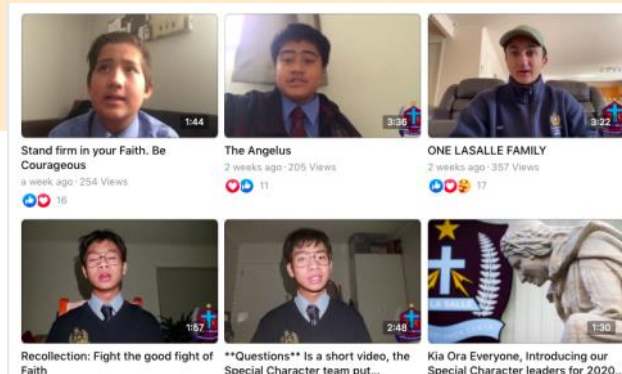 1:44
3:36
3:22
Stand firm in your Faith. Be
Courageous
a week ago · 254 Views
16
The Angelus
2 weeks ago · 205 Views
11
ONE LASALLE FAMILY
2 weeks ago · 357 Views
17
1:57
2:48
LA SALLE
1:30
Recollection: Fight the good fight of
Faith
**Questions** Is a short video, the
Special Character team put...
Kia Ora Everyone, Introducing our
Special Character leaders for 2020...